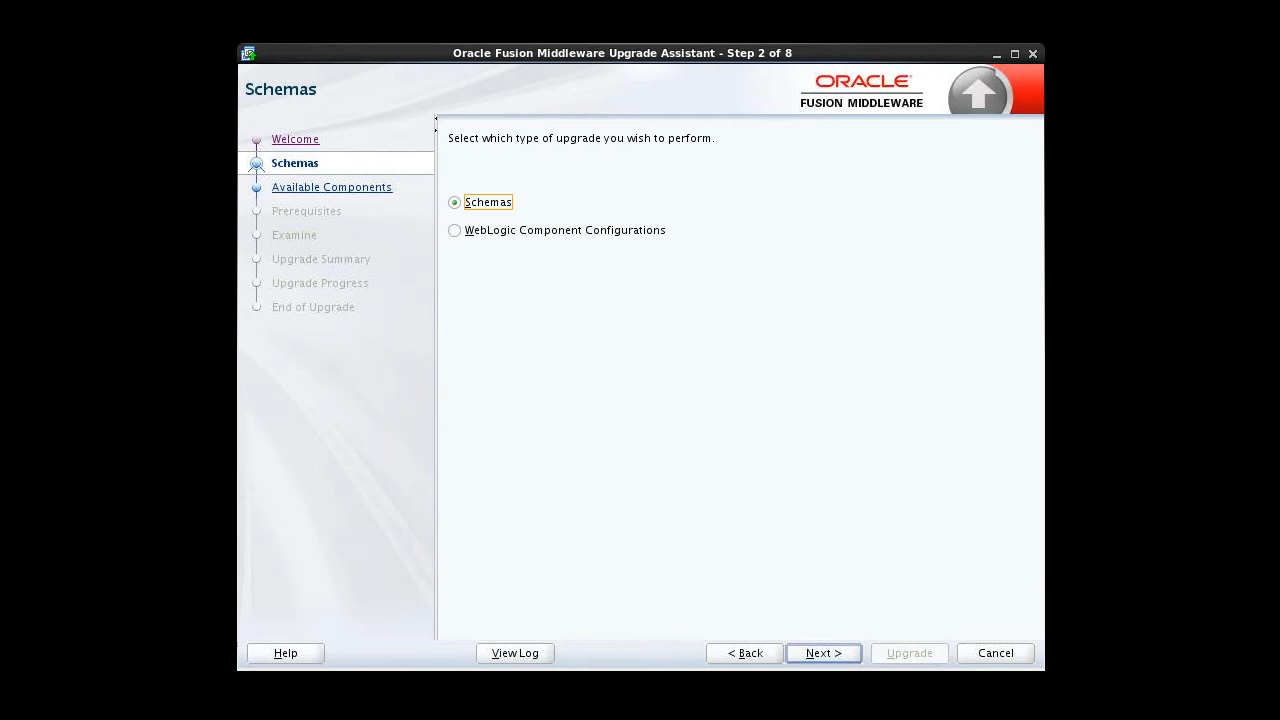 Oracle Fusion Middleware Upgrade Assistant - Step 2 of 8
Schemas
ORACLE
FUSION MIDDLEWARE
Welcome
Schemas
Available Components
Prerequisites
Examine
Upgrade Summary
Upgrade Progress
End of Upgrade
Select which type of upgrade you wish to perform.
Schemas
WebLogic Component Configurations
Help
View Log
< Back
Next >
Upgrade
Cancel